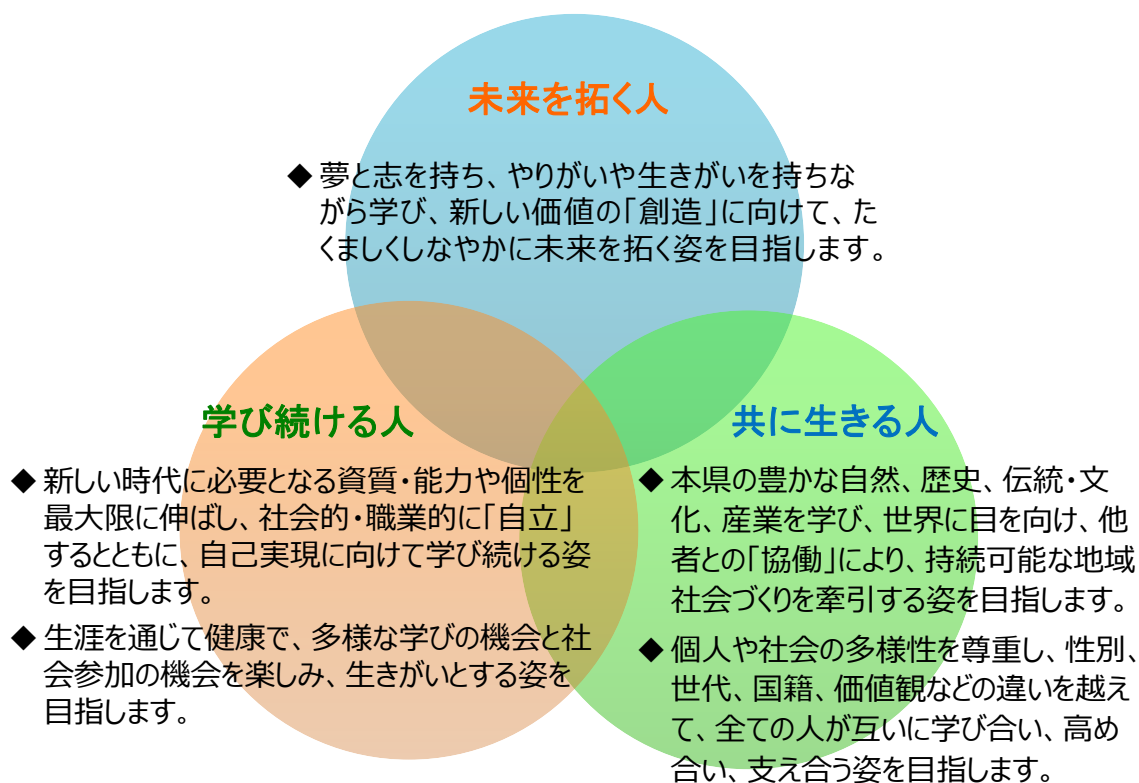 未来を拓く人
◆ 夢と志を持ち、やりがいや生きがいを持ちな
がら学び、新しい価値の「創造」に向けて、た
くましくしなやかに未来を拓く姿を目指します。
学び続ける人
◆ 新しい時代に必要となる資質・能力や個性を
最大限に伸ばし、社会的・職業的に「自立」
するとともに、自己実現に向けて学び続ける姿
を目指します。
◆ 生涯を通じて健康で、多様な学びの機会と社
会参加の機会を楽しみ、生きがいとする姿を
目指します。
共に生きる人
◆ 本県の豊かな自然、歴史、伝統・文
化、産業を学び、世界に目を向け、他
者との「協働」により、持続可能な地域
社会づくりを牽引する姿を目指します。
◆ 個人や社会の多様性を尊重し、性別、
世代、国籍、価値観などの違いを越え
て、全ての人が互いに学び合い、高め
合い、支え合う姿を目指します。